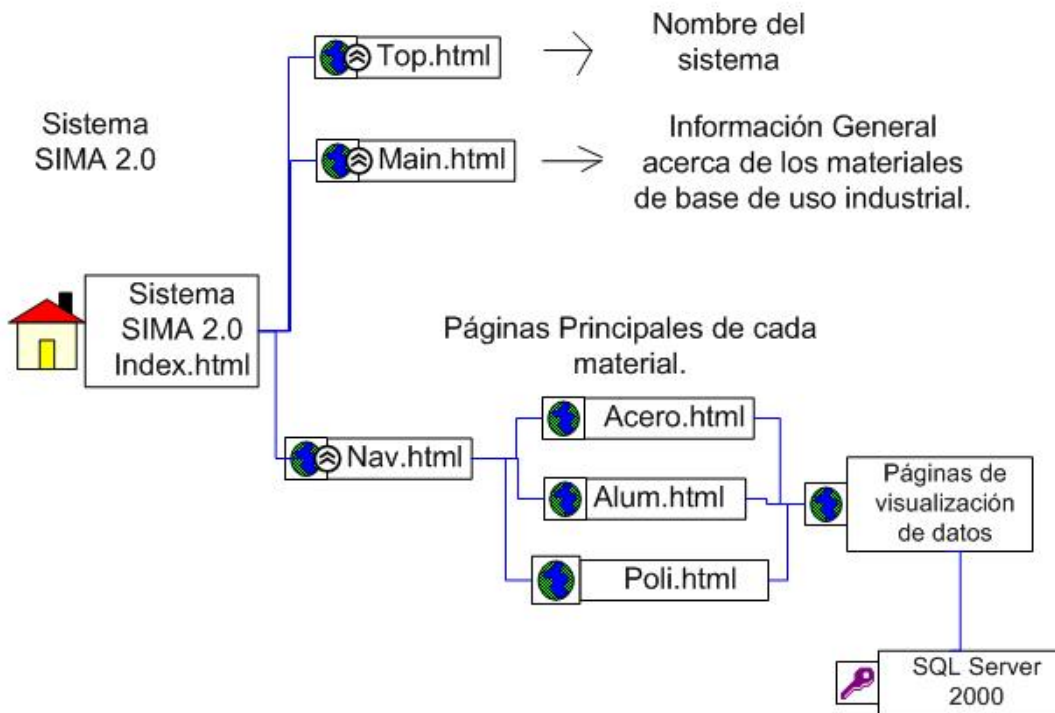 Top.html
Nombre del
sistema
Sistema
SIMA 2.0
Main.html
Información General
acerca de los materiales
de base de uso industrial.
Sistema
SIMA 2.0
Index.html
Páginas Principales de cada
material.
Nav.html
Acero.html
Alum.html
Poli.html
Páginas de
visualización
de datos
SQL Server
2000